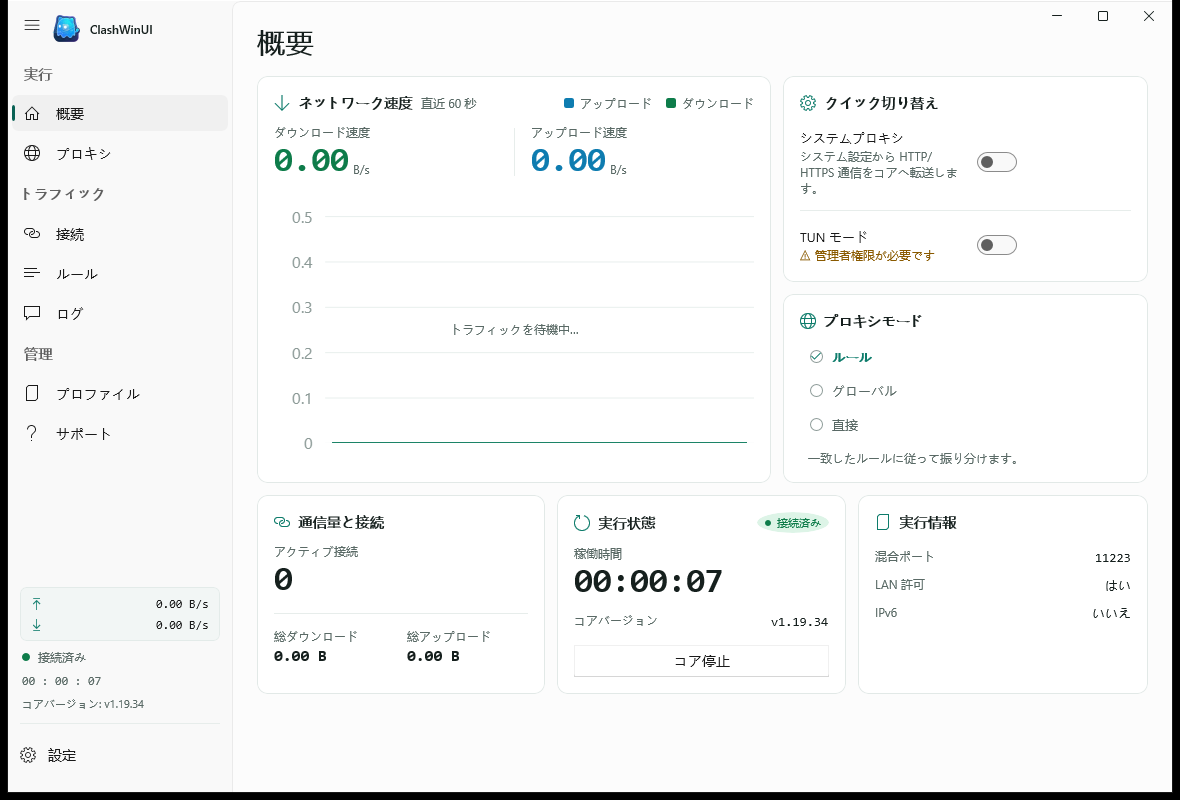 ClashWinUI
実行
概要
プロキシ
トラフィック
接続
ルール
ログ
管理
プロファイル
サポート
0.00 B/s
0.00 B/s
接続済み
00 : 00 : 07
コアバージョン: v1.19.34
設定
概要
ネットワーク速度 直近 60 秒
アップロード ダウンロード
ダウンロード速度
0.00 B/s
アップロード速度
0.00 B/s
0.5
0.4
0.3
トラフィックを待機中...
0.2
0.1
0
クイック切り替え
システムプロキシ
システム設定から HTTP/
HTTPS 通信をコアへ転送しま
す。
TUN モード
管理者権限が必要です
プロキシモード
ルール
グローバル
直接
一致したルールに従って振り分けます。
通信量と接続
アクティブ接続
0
総ダウンロード 総アップロード
0.00 B 0.00 B
実行状態 接続済み
稼働時間
00:00:07
コアバージョン v1.19.34
コア停止
実行情報
混合ポート 11223
LAN 許可 はい
IPv6 いいえ